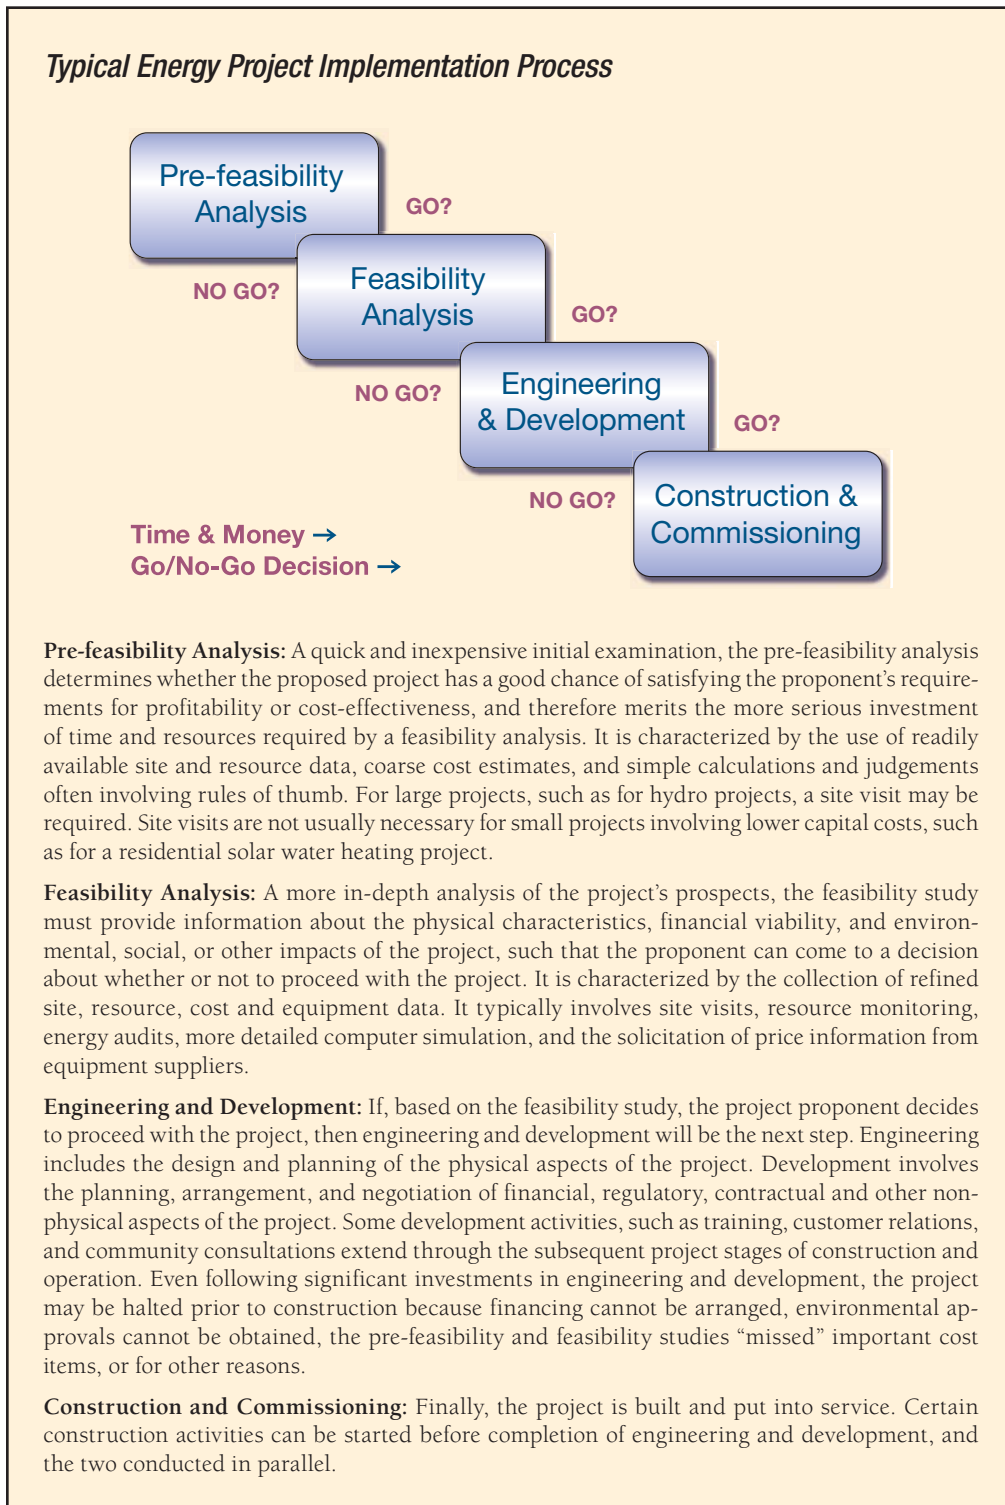 Typical Energy Project Implementation Process
Pre-feasibility
Analysis
GO?
NO GO?
Feasibility
Analysis
GO?
NO GO?
Engineering
& Development
GO?
NO GO?
Construction &
Commissioning
Time & Money →
Go/No-Go Decision →
Pre-feasibility Analysis: A quick and inexpensive initial examination, the pre-feasibility analysis
determines whether the proposed project has a good chance of satisfying the proponent’s require-
ments for profitability or cost-effectiveness, and therefore merits the more serious investment
of time and resources required by a feasibility analysis. It is characterized by the use of readily
available site and resource data, coarse cost estimates, and simple calculations and judgements
often involving rules of thumb. For large projects, such as for hydro projects, a site visit may be
required. Site visits are not usually necessary for small projects involving lower capital costs, such
as for a residential solar water heating project.
Feasibility Analysis: A more in-depth analysis of the project’s prospects, the feasibility study
must provide information about the physical characteristics, financial viability, and environ-
mental, social, or other impacts of the project, such that the proponent can come to a decision
about whether or not to proceed with the project. It is characterized by the collection of refined
site, resource, cost and equipment data. It typically involves site visits, resource monitoring,
energy audits, more detailed computer simulation, and the solicitation of price information from
equipment suppliers.
Engineering and Development: If, based on the feasibility study, the project proponent decides
to proceed with the project, then engineering and development will be the next step. Engineering
includes the design and planning of the physical aspects of the project. Development involves
the planning, arrangement, and negotiation of financial, regulatory, contractual and other non-
physical aspects of the project. Some development activities, such as training, customer relations,
and community consultations extend through the subsequent project stages of construction and
operation. Even following significant investments in engineering and development, the project
may be halted prior to construction because financing cannot be arranged, environmental ap-
provals cannot be obtained, the pre-feasibility and feasibility studies “missed” important cost
items, or for other reasons.
Construction and Commissioning: Finally, the project is built and put into service. Certain
construction activities can be started before completion of engineering and development, and
the two conducted in parallel.